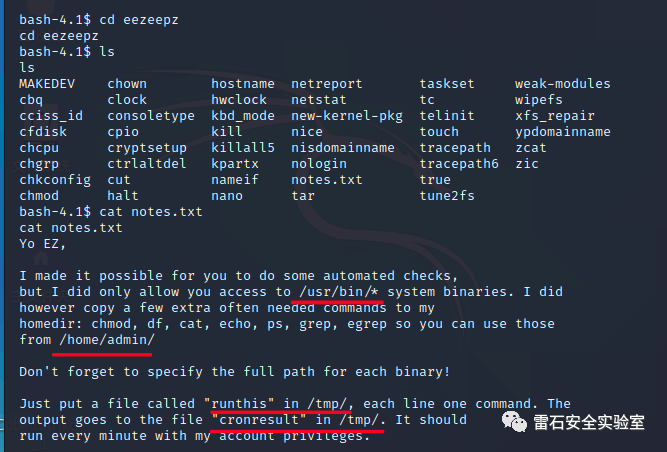 bash-4.1$ cd eezeepz
cd eezeepz
bash-4.1$ ls
ls
MAKEDEV    chown        hostname  netreport       taskset     weak-modules
cbq        clock        hwclock   netstat         tc          wipefs
cciss_id   consoletype  kbd_mode  new-kernel-pkg  telinit     xfs_repair
cfdisk     cpio         kill      nice            touch       ypdomainname
chcpu      cryptsetup   killall5  nisdomainname   tracepath   zcat
chgrp      ctrlaltdel   kpartx    nologin         tracepath6  zic
chkconfig  cut          nameif    notes.txt       true
chmod      halt         nano      tar             tune2fs
bash-4.1$ cat notes.txt
cat notes.txt
Yo EZ,

I made it possible for you to do some automated checks,
but I did only allow you access to /usr/bin/* system binaries. I did
however copy a few extra often needed commands to my
homedir: chmod, df, cat, echo, ps, grep, egrep so you can use those
from /home/admin/

Don't forget to specify the full path for each binary!

Just put a file called "runthis" in /tmp/, each line one command. The
output goes to the file "cronresult" in /tmp/. It should
run every minute with my account privileges.
雷石安全实验室